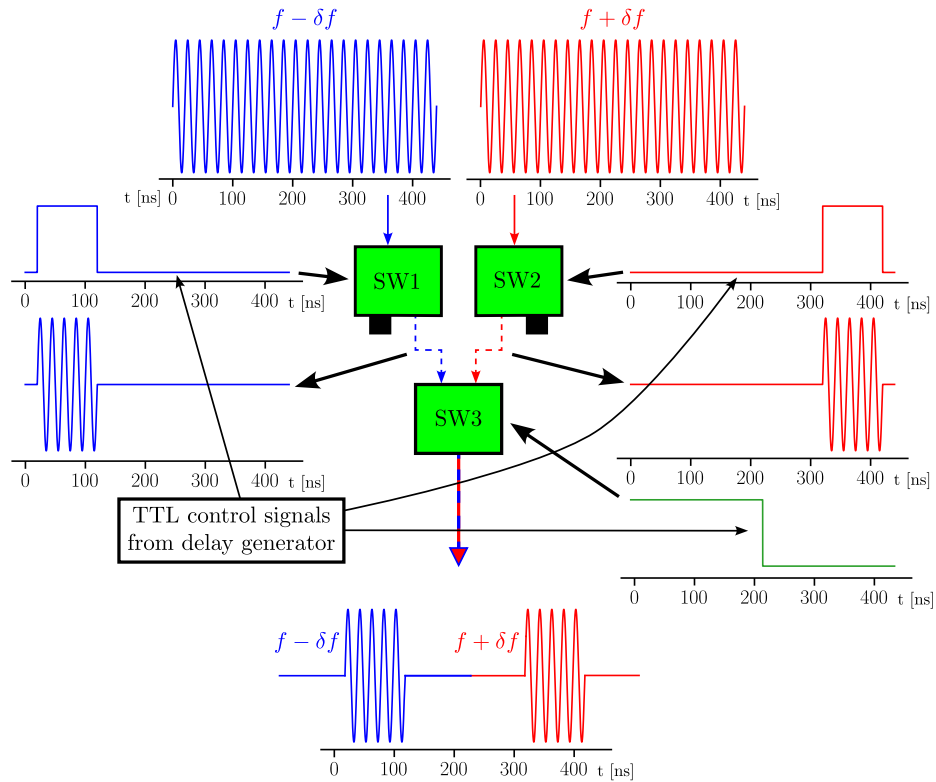 f − δf
f + δf
t [ns]
0 100 200 300 400
0 100 200 300 400
t [ns]
SW1
SW2
0 100 200 300 400 t [ns]
0 100 200 300 400 t [ns]
SW3
0 100 200 300 400 t [ns]
0 100 200 300 400 t [ns]
TTL control signals
from delay generator
0 100 200 300 400 t [ns]
f − δf
f + δf
0 100 200 300 400 t [ns]